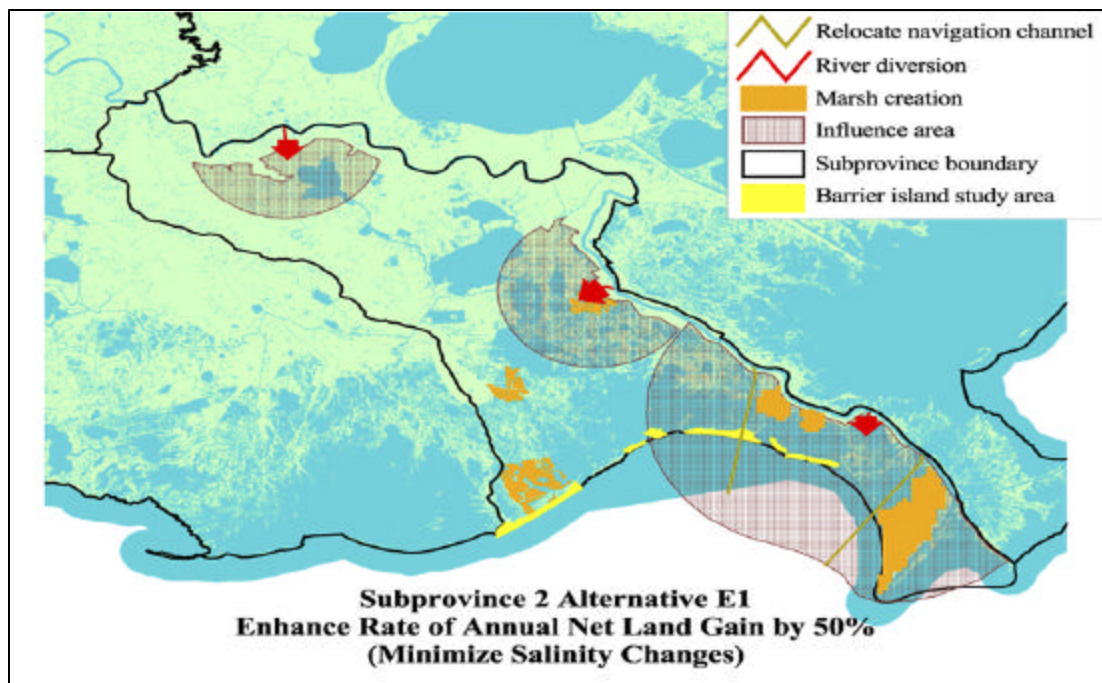 Relocate navigation channel
River diversion
Marsh creation
Influence area
Subprovince boundary
Barrier island study area
Subprovince 2 Alternative E1
Enhance Rate of Annual Net Land Gain by 50%
(Minimize Salinity Changes)